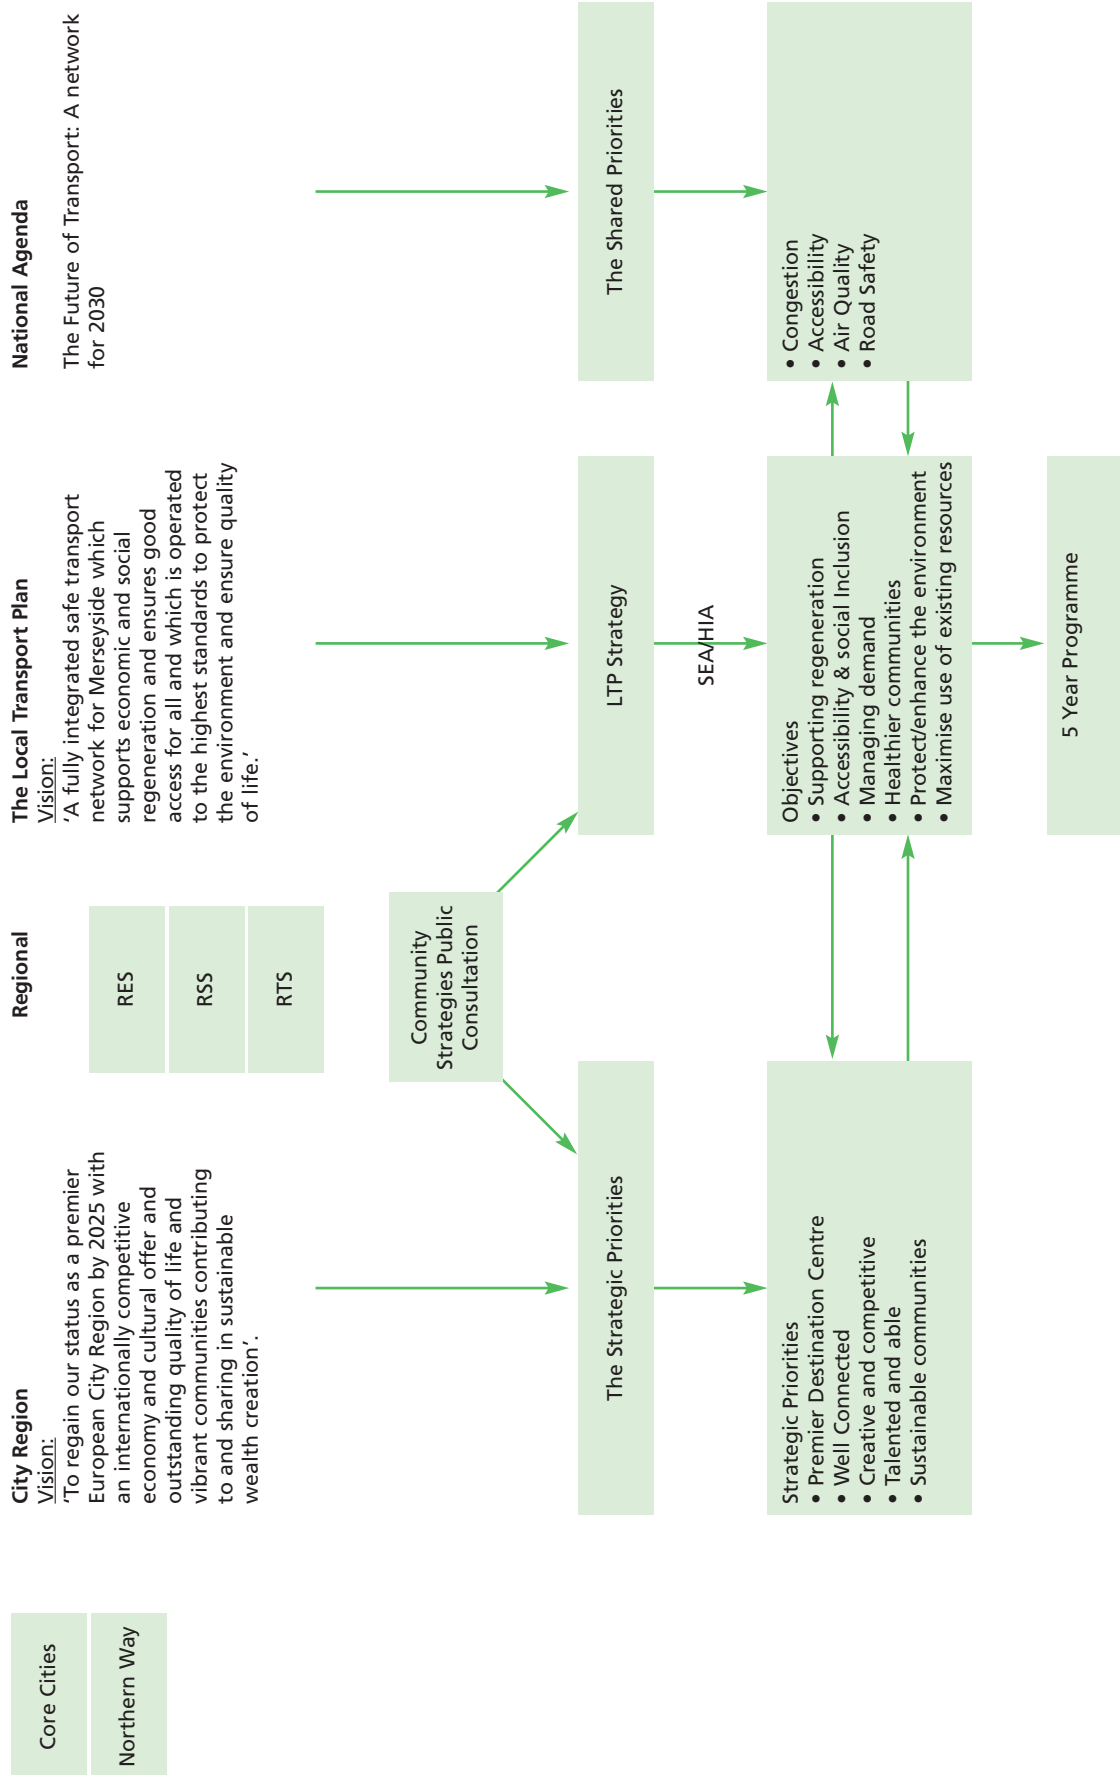 Core Cities
Northern Way
City Region
Vision:
‘To regain our status as a premier
European City Region by 2025 with
an internationally competitive
economy and cultural offer and
outstanding quality of life and
vibrant communities contributing
to and sharing in sustainable
wealth creation’.
Regional
RES
RSS
RTS
The Local Transport Plan
Vision:
‘A fully integrated safe transport
network for Merseyside which
supports economic and social
regeneration and ensures good
access for all and which is operated
to the highest standards to protect
the environment and ensure quality
of life.’
National Agenda
The Future of Transport: A network
for 2030
Community
Strategies Public
Consultation
The Strategic Priorities
LTP Strategy
The Shared Priorities
SEA/HIA
Strategic Priorities
• Premier Destination Centre
• Well Connected
• Creative and competitive
• Talented and able
• Sustainable communities
Objectives
• Supporting regeneration
• Accessibility & social Inclusion
• Managing demand
• Healthier communities
• Protect/enhance the environment
• Maximise use of existing resources
• Congestion
• Accessibility
• Air Quality
• Road Safety
5 Year Programme